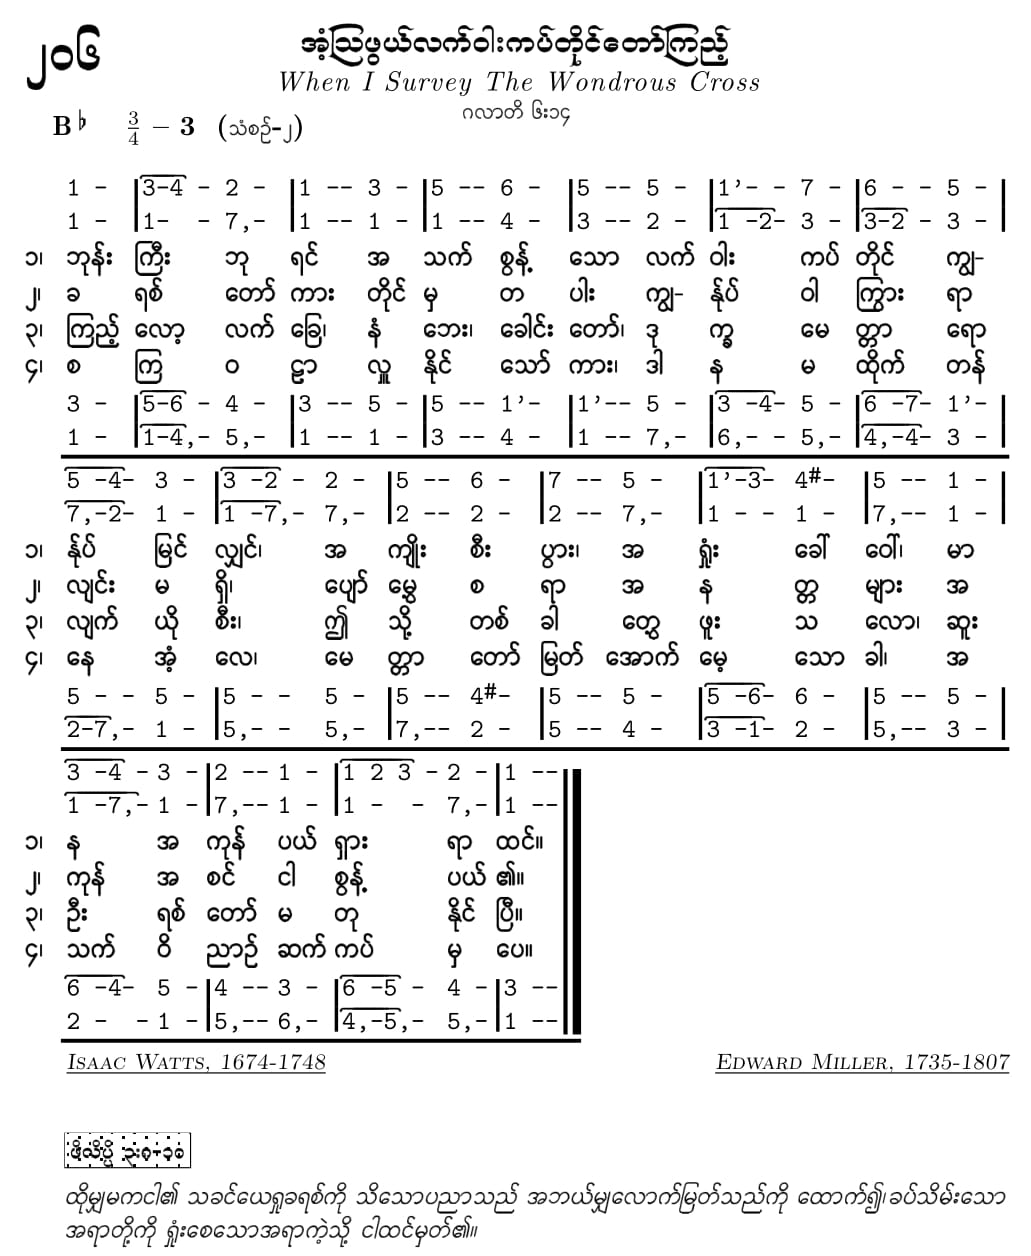 ၂၀၆
အံ့ဩဖွယ်လက်ဝါးကပ်တိုင်တော်ကြည့်
When I Survey The Wondrous Cross
ဂလာတိ ၆း၁၄
B♭ 3/4 – 3 (သံစဉ်–၂)
1 - |3-4 - 2 - |1 -- 3 - |5 -- 6 - |5 -- 5 - |1’- - 7 - |6 - - 5 - |
1 - |1- - 7,- |1 -- 1 - |1 -- 4 - |3 -- 2 - |1 -2- 3 - |3-2 - 3 - |
၁၊ ဘုန်း ကြီး ဘု ရင် အ သက် စွန့် သော လက် ဝါး ကပ် တိုင် ကျွ-
၂၊ ခ ရစ် တော် ကား တိုင် မှ တ ပါး ကျွ- န်ုပ် ဝါ ကြွား ရာ
၃၊ ကြည့် လော့ လက် ခြေ၊ နံ ဘေး၊ ခေါင်း တော်၊ ဒု က္ခ မေ တ္တာ ရော
၄၊ စ ကြ ဝ ဠာ လှူ နိုင် သော် ကား၊ ဒါ န မ ထိုက် တန်
3 - |5-6 - 4 - |3 -- 5 - |5 -- 1’- |1’-- 5 - |3 -4- 5 - |6 -7- 1’- |
1 - |1-4,- 5,- |1 -- 1 - |3 -- 4 - |1 -- 7,- |6,- - 5,- |4,-4- 3 - |
5 -4- 3 - |3 -2 - 2 - |5 -- 6 - |7 -- 5 - |1’-3- 4#- |5 -- 1 - |
7,-2- 1 - |1 -7,- 7,- |2 -- 2 - |2 -- 7,- |1 - - 1 - |7,-- 1 - |
၁၊ န်ုပ် မြင် လျှင်၊ အ ကျိုး စီး ပွား၊ အ ရှုံး ခေါ် ဝေါ်၊ မာ
၂၊ လျင်း မ ရှိ၊ ပျော် မွေ့ စ ရာ အ န တ္တ များ အ
၃၊ လျက် ယို စီး၊ ဤ သို့ တစ် ခါ တွေ့ ဖူး သ လော၊ ဆူး
၄၊ နေ အံ့ လေ၊ မေ တ္တာ တော် မြတ် အောက် မေ့ သော ခါ၊ အ
5 - - 5 - |5 - - 5 - |5 -- 4#- |5 -- 5 - |5 -6- 6 - |5 -- 5 - |
2-7,- 1 - |5,- - 5,- |7,-- 2 - |5 -- 4 - |3 -1- 2 - |5,-- 3 - |
3 -4 - 3 - |2 -- 1 - |1 2 3 - 2 - |1 --
1 -7,- 1 - |7,-- 1 - |1 - - 7,- |1 --
၁၊ န အ ကုန် ပယ် ရှား ရာ ထင်။
၂၊ ကုန် အ စင် ငါ စွန့် ပယ် ၏။
၃၊ ဦး ရစ် တော် မ တု နိုင် ပြီ။
၄၊ သက် ဝိ ညာဉ် ဆက် ကပ် မှ ပေ။
6 -4- 5 - |4 -- 3 - |6 -5 - 4 - |3 --
2 - - 1 - |5,-- 6,- |4,-5,- 5,- |1 --
Isaac Watts, 1674-1748 Edward Miller, 1735-1807
ဖိလိပ္ပိ ၃း၈-၁၀
ထိုမျှမကငါ၏ သခင်ယေရှုခရစ်ကို သိသောပညာသည် အဘယ်မျှလောက်မြတ်သည်ကို ထောက်၍၊ခပ်သိမ်းသော
အရာတို့ကို ရှုံးစေသောအရာကဲ့သို့ ငါထင်မှတ်၏။